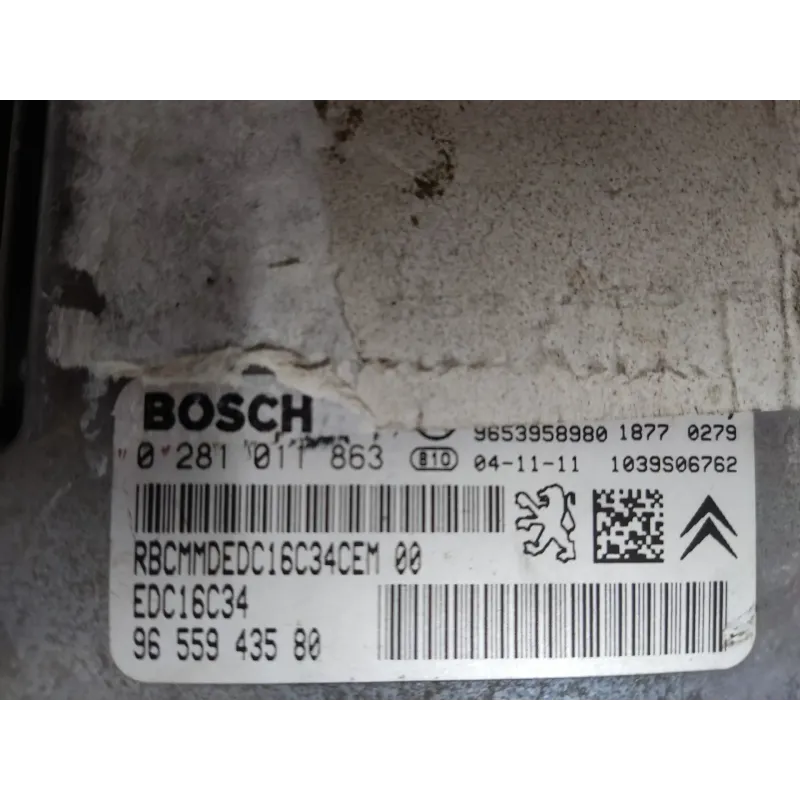 BOSCH
9653958980 1877 0279
0 281 011 863 810 04-11-11 1039S06762
RBCMMDEDC16C34CEM 00
EDC16C34
96 559 435 80